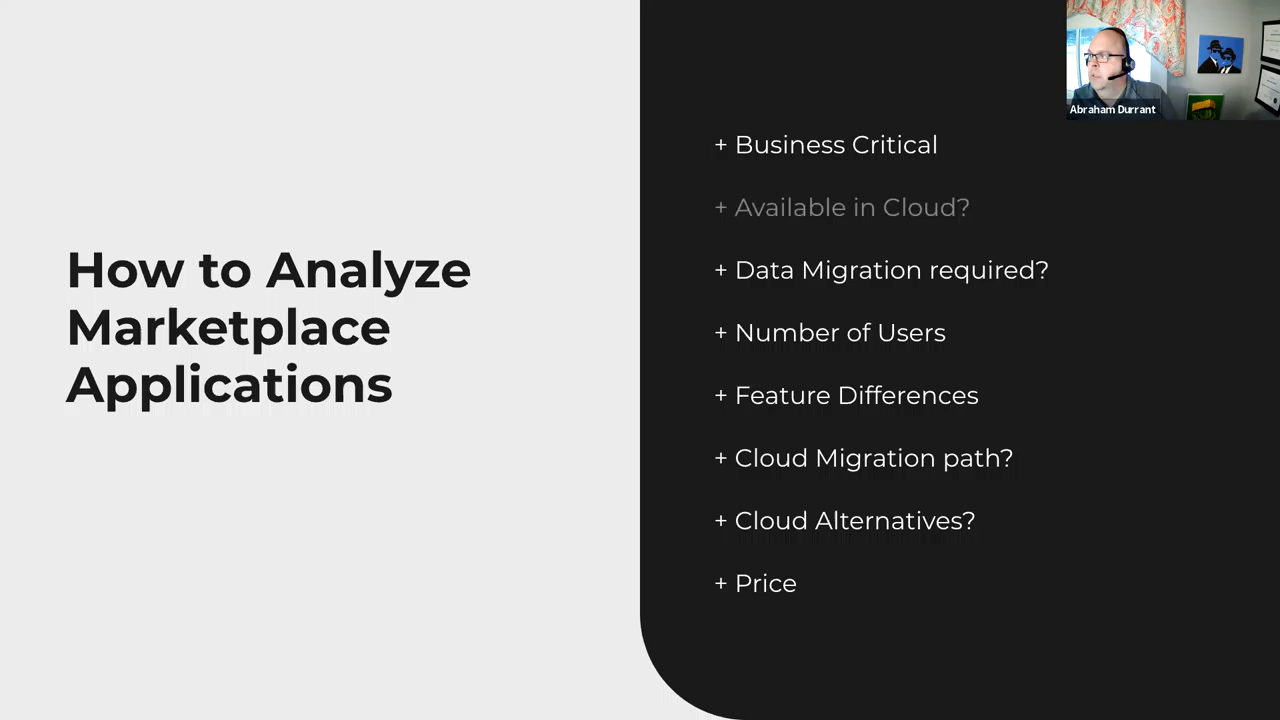 Abraham Durrant
How to Analyze
Marketplace
Applications
+ Business Critical
+ Available in Cloud?
+ Data Migration required?
+ Number of Users
+ Feature Differences
+ Cloud Migration path?
+ Cloud Alternatives?
+ Price